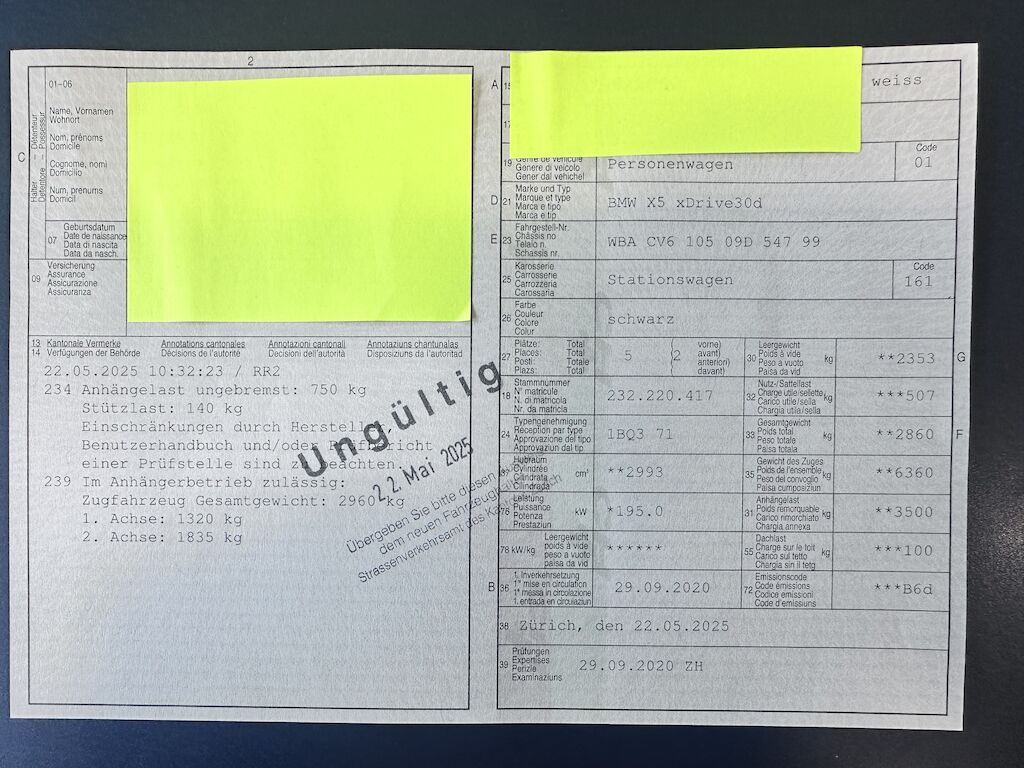 2
C
Halter – Détenteur
Detentore – Possessur
01–06
Name, Vornamen
Wohnort
Nom, prénoms
Domicile
Cognome, nomi
Domicilio
Num, prenums
Domicil
07
Geburtsdatum
Date de naissance
Data di nascita
Data da nasch.
09
Versicherung
Assurance
Assicurazione
Assicuranza
13 Kantonale Vermerke Annotations cantonales Annotazioni cantonali Annotaziuns chantunalas
14 Verfügungen der Behörde Décisions de l'autorité Decisioni dell'autorità Disposiziuns da l'autoritad
22.05.2025 10:32:23 / RR2
234 Anhängelast ungebremst: 750 kg
Stützlast: 140 kg
Einschränkungen durch Herstell
Benutzerhandbuch und/oder
einer Prüfstelle sind zu beachten.
239 Im Anhängerbetrieb zulässig:
Zugfahrzeug Gesamtgewicht: 2960 kg
1. Achse: 1320 kg
2. Achse: 1835 kg
Ungültig
22. Mai 2025
Übergeben Sie bitte diesen
dem neuen Fahrzeug
Strassenverkehrsamt des
A 15 weiss
17
19
Genre de véhicule
Genere di veicolo
Gener dal vehichel
Personenwagen
Code
01
D 21
Marke und Typ
Marque et type
Marca e tipo
Marca e tip
BMW X5 xDrive30d
E 23
Fahrgestell-Nr.
Châssis no
Telaio n.
Schassis nr.
WBA CV6 105 09D 547 99
25
Karosserie
Carrosserie
Carrozzeria
Carossaria
Stationswagen
Code
161
26
Farbe
Couleur
Colore
Colur
schwarz
27
Plätze: Total
Places: Total
Posti: Totale
Plazs: Total
5 (2
vorne)
avant)
anteriori)
davant)
30
Leergewicht
Poids à vide
Peso a vuoto
Paisa da vid
kg
**2353
G
18
Stammnummer
N° matricule
N. di matricola
Nr. da matricla
232.220.417
32
Nutz-/Sattellast
Charge utile/sellette
Carico utile/sella
Chargia utila/sella
kg
***507
24
Typengenehmigung
Réception par type
Approvazione del tipo
Approvaziun dal tip
1BQ3 71
33
Gesamtgewicht
Poids total
Peso totale
Paisa totala
kg
**2860
F
Hubraum
Cylindrée
Cilindrata
Cilindrada
cm³
**2993
35
Gewicht des Zuges
Poids de l'ensemble
Peso del convoglio
Paisa cumposiziun
kg
**6360
76
Leistung
Puissance
Potenza
Prestaziun
kW
*195.0
31
Anhängelast
Poids remorquable
Carico rimorchiato
Chargia annexa
kg
**3500
78 kW/kg
Leergewicht
poids à vide
peso a vuoto
paisa da vid
******
55
Dachlast
Charge sur le toit
Carico sul tetto
Chargia sin il tetg
kg
***100
B 36
1. Inverkehrsetzung
1re mise en circulation
1a messa in circolazione
1. entrada en circulaziun
29.09.2020
72
Emissionscode
Code émissions
Codice emissioni
Code d'emissiuns
***B6d
38 Zürich, den 22.05.2025
39
Prüfungen
Expertises
Perizie
Examinaziuns
29.09.2020 ZH